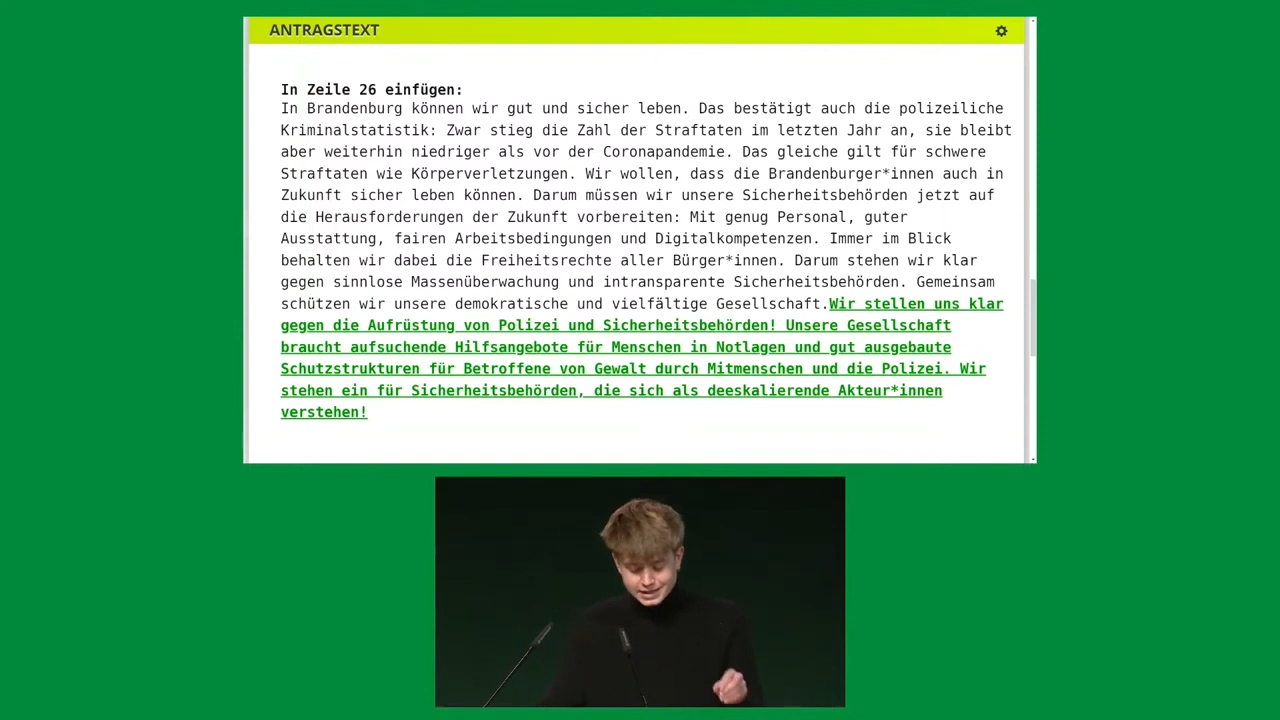 ANTRAGSTEXT
In Zeile 26 einfügen:
In Brandenburg können wir gut und sicher leben. Das bestätigt auch die polizeiliche
Kriminalstatistik: Zwar stieg die Zahl der Straftaten im letzten Jahr an, sie bleibt
aber weiterhin niedriger als vor der Coronapandemie. Das gleiche gilt für schwere
Straftaten wie Körperverletzungen. Wir wollen, dass die Brandenburger*innen auch in
Zukunft sicher leben können. Darum müssen wir unsere Sicherheitsbehörden jetzt auf
die Herausforderungen der Zukunft vorbereiten: Mit genug Personal, guter
Ausstattung, fairen Arbeitsbedingungen und Digitalkompetenzen. Immer im Blick
behalten wir dabei die Freiheitsrechte aller Bürger*innen. Darum stehen wir klar
gegen sinnlose Massenüberwachung und intransparente Sicherheitsbehörden. Gemeinsam
schützen wir unsere demokratische und vielfältige Gesellschaft.Wir stellen uns klar
gegen die Aufrüstung von Polizei und Sicherheitsbehörden! Unsere Gesellschaft
braucht aufsuchende Hilfsangebote für Menschen in Notlagen und gut ausgebaute
Schutzstrukturen für Betroffene von Gewalt durch Mitmenschen und die Polizei. Wir
stehen ein für Sicherheitsbehörden, die sich als deeskalierende Akteur*innen
verstehen!